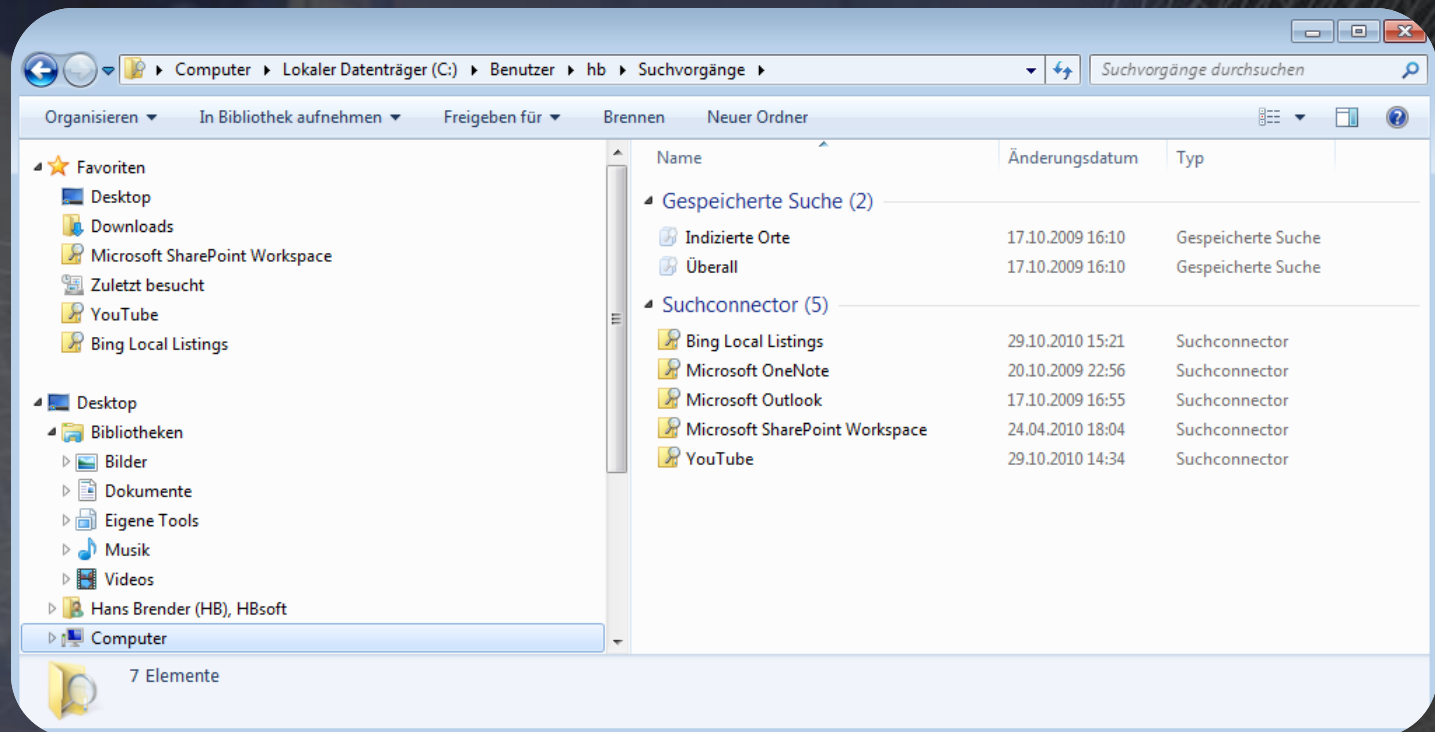 Computer ▸ Lokaler Datenträger (C:) ▸ Benutzer ▸ hb ▸ Suchvorgänge ▸
Suchvorgänge durchsuchen
Organisieren In Bibliothek aufnehmen Freigeben für Brennen Neuer Ordner
Favoriten
Desktop
Downloads
Microsoft SharePoint Workspace
Zuletzt besucht
YouTube
Bing Local Listings
Desktop
Bibliotheken
Bilder
Dokumente
Eigene Tools
Musik
Videos
Hans Brender (HB), HBsoft
Computer
Name Änderungsdatum Typ
Gespeicherte Suche (2)
Indizierte Orte 17.10.2009 16:10 Gespeicherte Suche
Überall 17.10.2009 16:10 Gespeicherte Suche
Suchconnector (5)
Bing Local Listings 29.10.2010 15:21 Suchconnector
Microsoft OneNote 20.10.2009 22:56 Suchconnector
Microsoft Outlook 17.10.2009 16:55 Suchconnector
Microsoft SharePoint Workspace 24.04.2010 18:04 Suchconnector
YouTube 29.10.2010 14:34 Suchconnector
7 Elemente